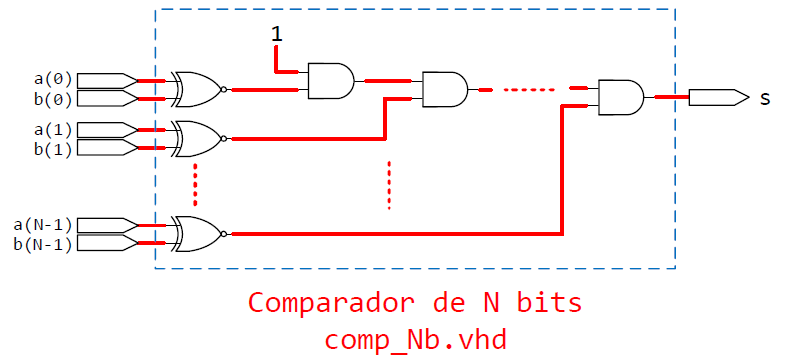 1
a(0)
b(0)
a(1)
b(1)
s
a(N-1)
b(N-1)
Comparador de N bits
comp_Nb.vhd